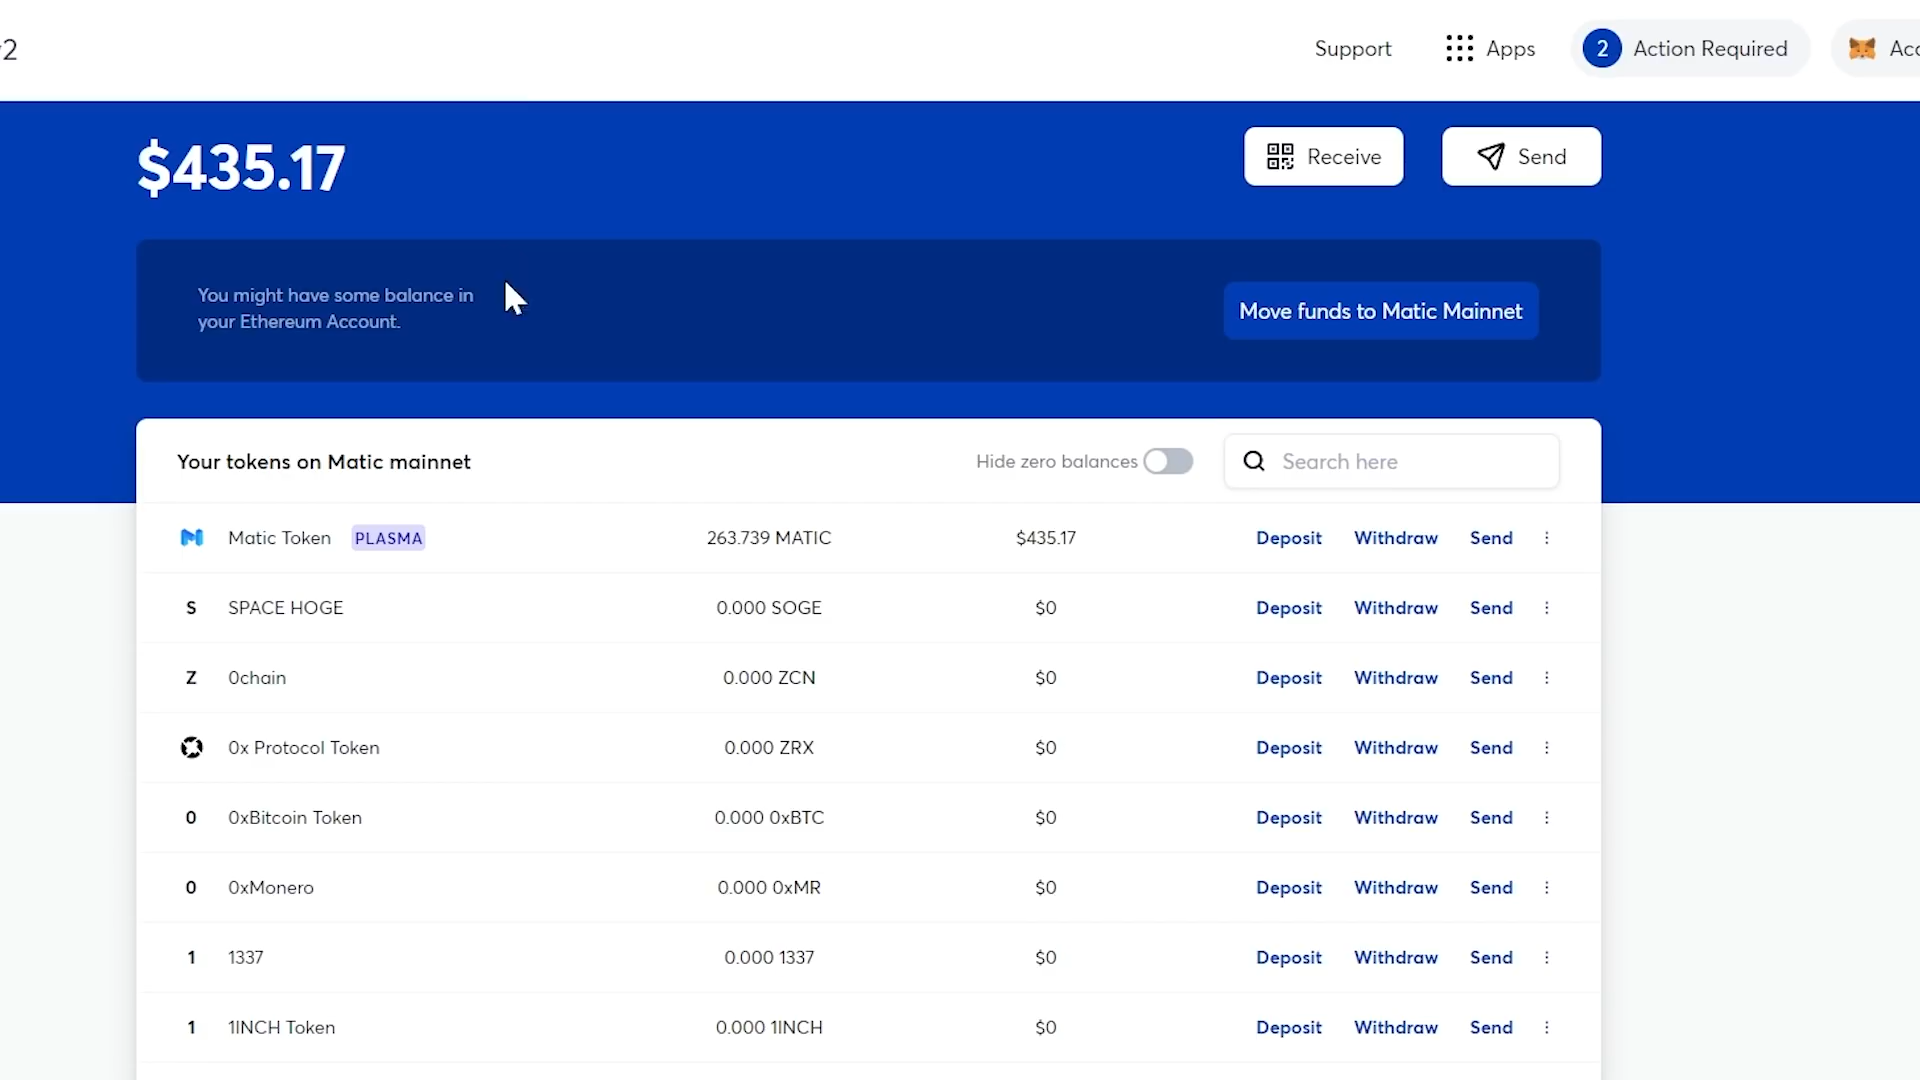 v2
Support
Apps
2 Action Required
Acc
$435.17
Receive
Send
You might have some balance in
your Ethereum Account.
Move funds to Matic Mainnet
Your tokens on Matic mainnet
Hide zero balances
Search here
Matic Token PLASMA 263.739 MATIC $435.17 Deposit Withdraw Send
S SPACE HOGE 0.000 SOGE $0 Deposit Withdraw Send
Z 0chain 0.000 ZCN $0 Deposit Withdraw Send
0x Protocol Token 0.000 ZRX $0 Deposit Withdraw Send
0 0xBitcoin Token 0.000 0xBTC $0 Deposit Withdraw Send
0 0xMonero 0.000 0xMR $0 Deposit Withdraw Send
1 1337 0.000 1337 $0 Deposit Withdraw Send
1 1INCH Token 0.000 1INCH $0 Deposit Withdraw Send